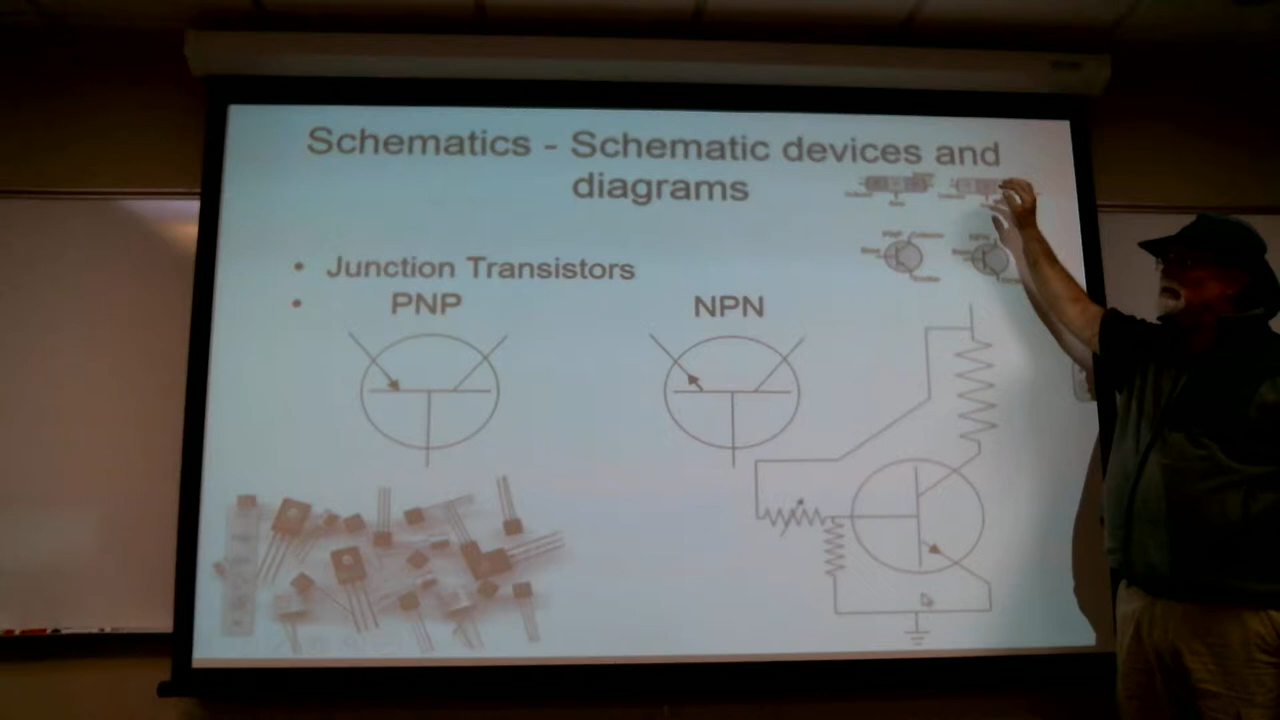 Schematics - Schematic devices and
diagrams
• Junction Transistors
• PNP NPN